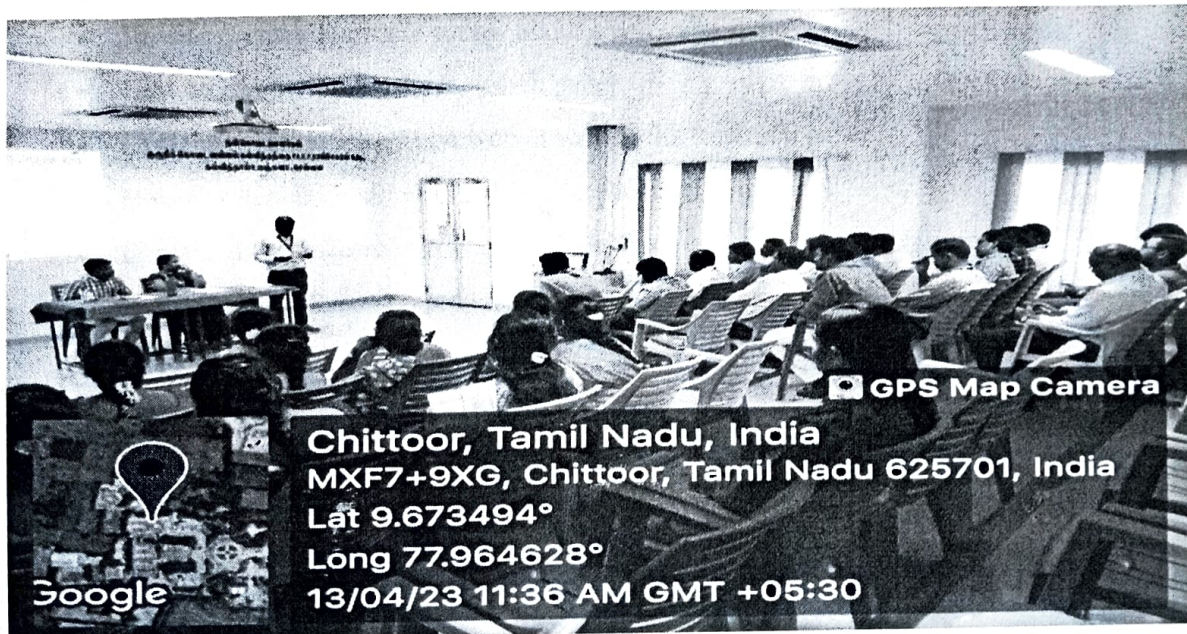 GPS Map Camera
Chittoor, Tamil Nadu, India
MXF7+9XG, Chittoor, Tamil Nadu 625701, India
Lat 9.673494°
Long 77.964628°
13/04/23 11:36 AM GMT +05:30
Google